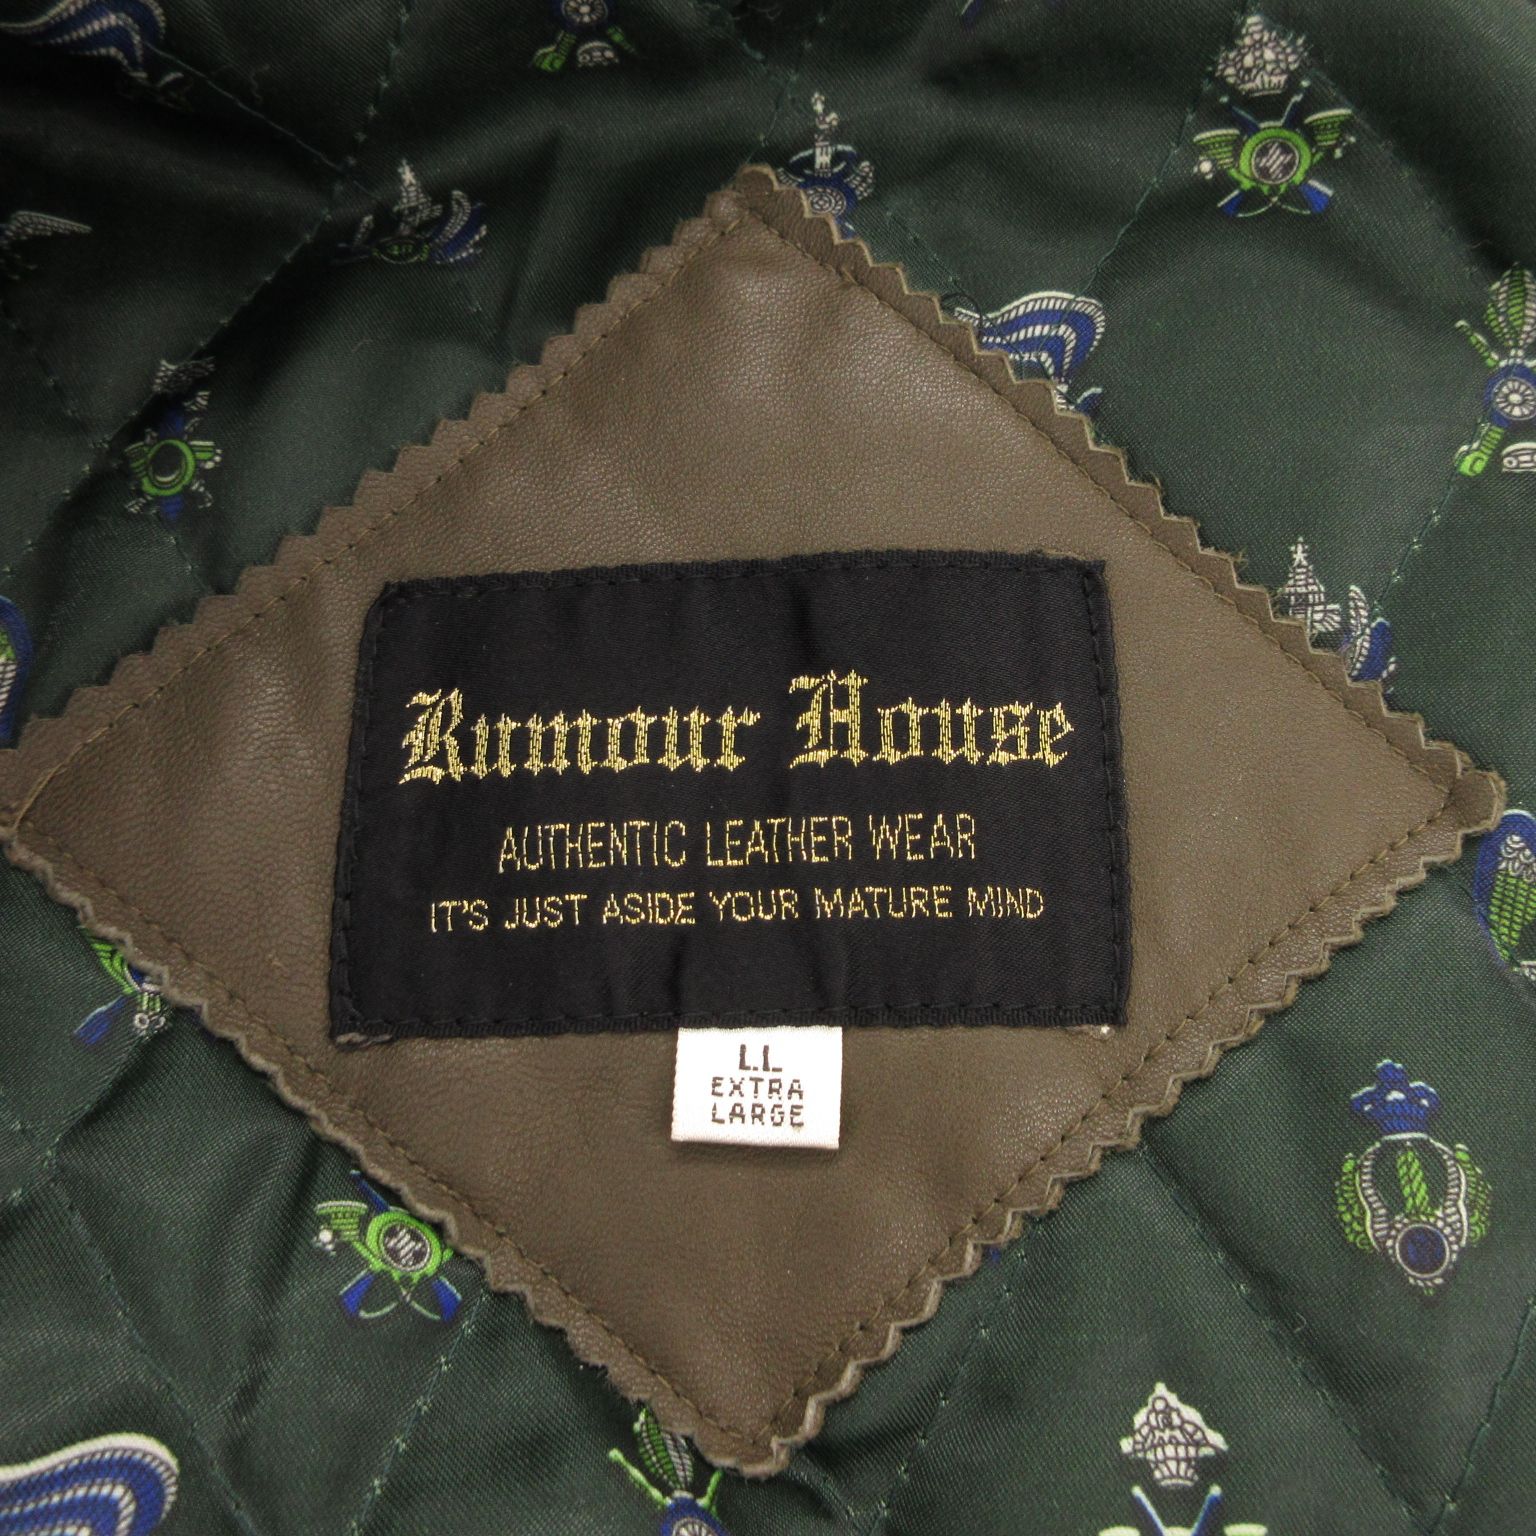 Rumour House
AUTHENTIC LEATHER WEAR
IT'S JUST ASIDE YOUR MATURE MIND
LL
EXTRA
LARGE